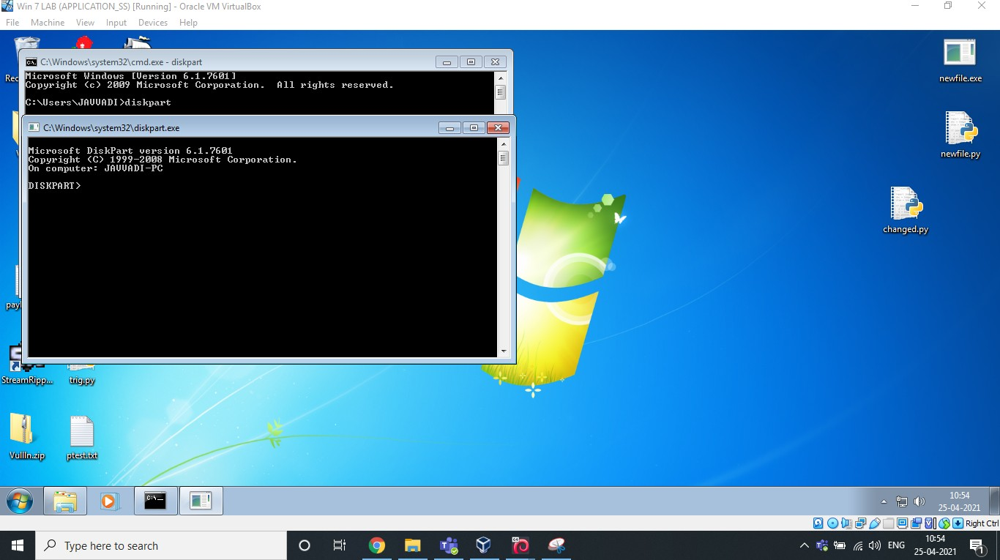 Win 7 LAB (APPLICATION_SS) [Running] - Oracle VM VirtualBox
File Machine View Input Devices Help
C:\Windows\system32\cmd.exe - diskpart
Microsoft Windows [Version 6.1.7601]
Copyright (c) 2009 Microsoft Corporation.  All rights reserved.
C:\Users\JAVVADI>diskpart
C:\Windows\system32\diskpart.exe
Microsoft DiskPart version 6.1.7601
Copyright (C) 1999-2008 Microsoft Corporation.
On computer: JAVVADI-PC
DISKPART>
newfile.exe
newfile.py
changed.py
StreamRipp...
trig.py
ptest.txt
10:54
25-04-2021
Right Ctrl
Type here to search
64
ENG
10:54
25-04-2021
1